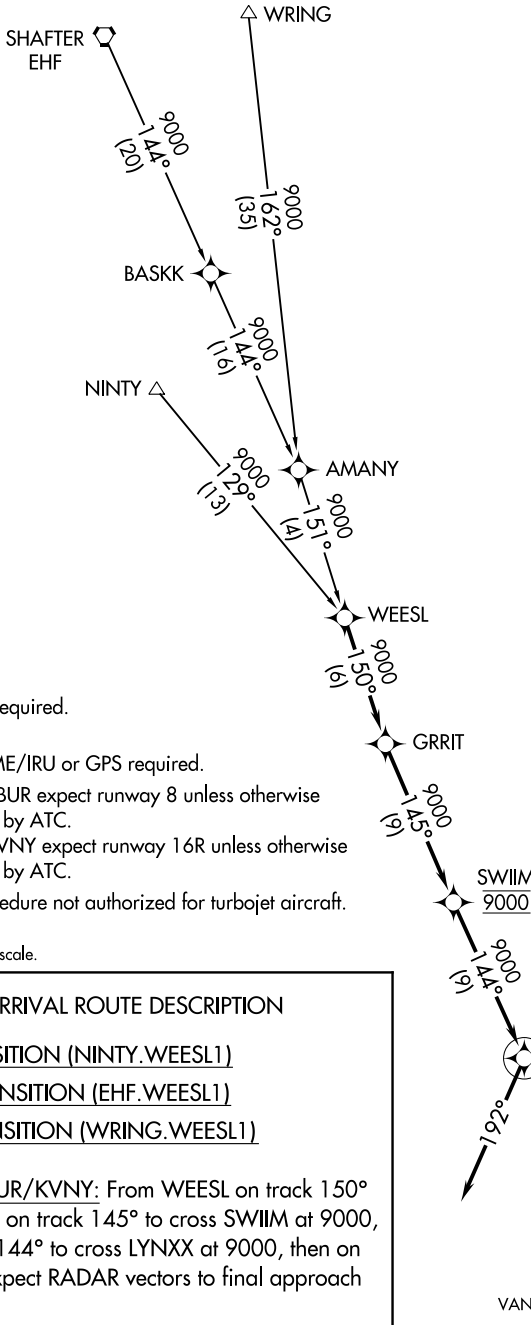 WRING
SHAFTER
EHF
9000
144°
(20)
9000
162°
(35)
BASKK
9000
144°
(16)
NINTY
AMANY
9000
129°
(13)
9000
151°
(4)
WEESL
9000
150°
(6)
GRRIT
9000
145°
(9)
SWIIM
9000
9000
144°
(9)
192°
equired.
ME/IRU or GPS required.
BUR expect runway 8 unless otherwise
by ATC.
VNY expect runway 16R unless otherwise
by ATC.
edure not authorized for turbojet aircraft.
scale.
RRIVAL ROUTE DESCRIPTION
SITION (NINTY.WEESL1)
NSITION (EHF.WEESL1)
NSITION (WRING.WEESL1)
UR/KVNY: From WEESL on track 150°
on track 145° to cross SWIIM at 9000,
144° to cross LYNXX at 9000, then on
xpect RADAR vectors to final approach
VAN